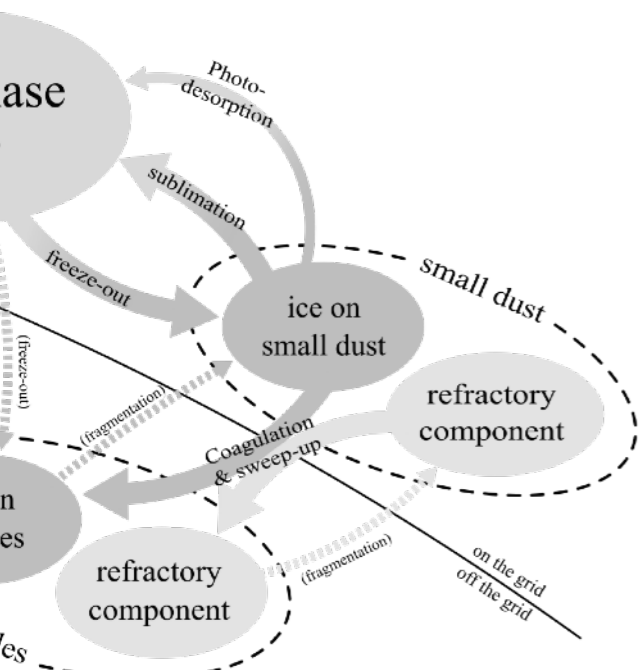 Photo-
desorption
ase
sublimation
freeze-out
small dust
ice on
small dust
(freeze-out)
(fragmentation)
refractory
component
Coagulation
& sweep-up
n
es
refractory
component
(fragmentation)
on the grid
off the grid
les